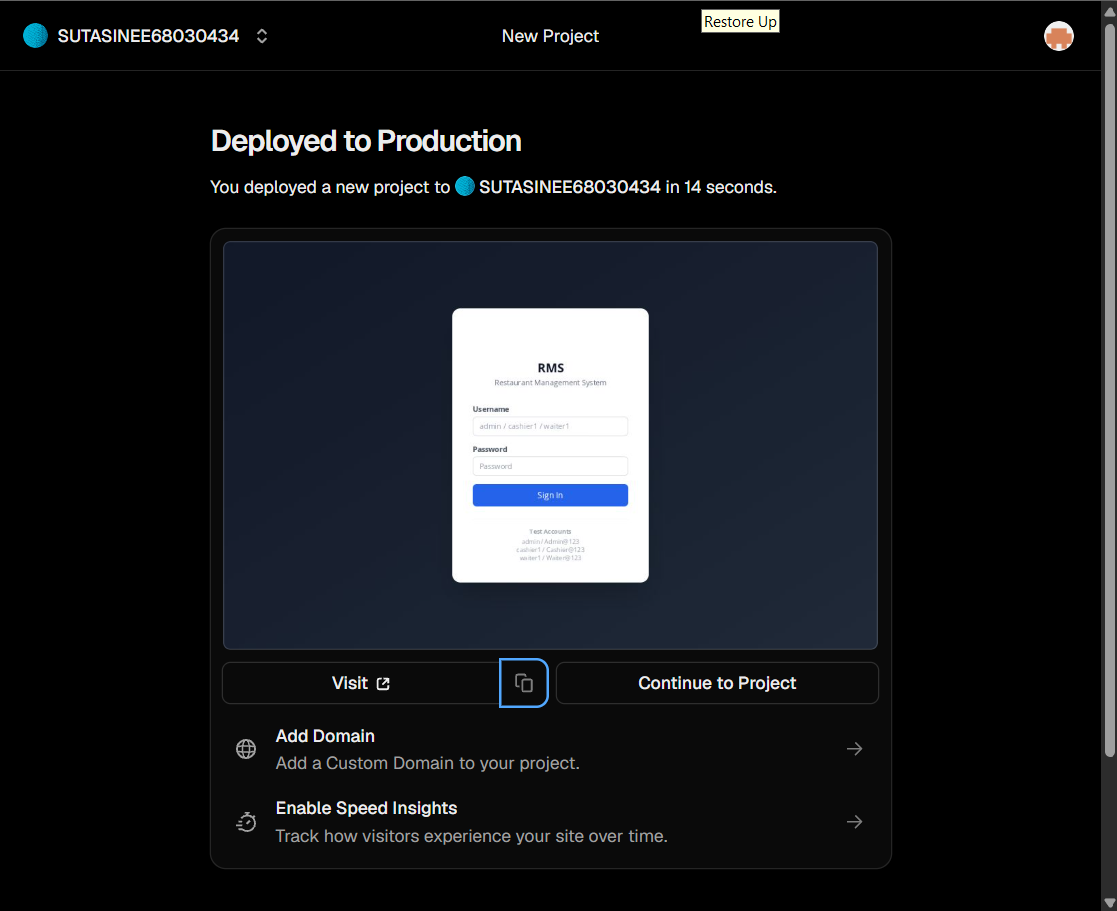 SUTASINEE68030434
New Project
Restore Up
Deployed to Production
You deployed a new project to SUTASINEE68030434 in 14 seconds.
RMS
Restaurant Management System
Username
admin / cashier1 / waiter1
Password
Password
Sign In
Test Accounts
admin / Admin@123
cashier1 / Cashier@123
waiter1 / Waiter@123
Visit
Continue to Project
Add Domain
Add a Custom Domain to your project.
Enable Speed Insights
Track how visitors experience your site over time.